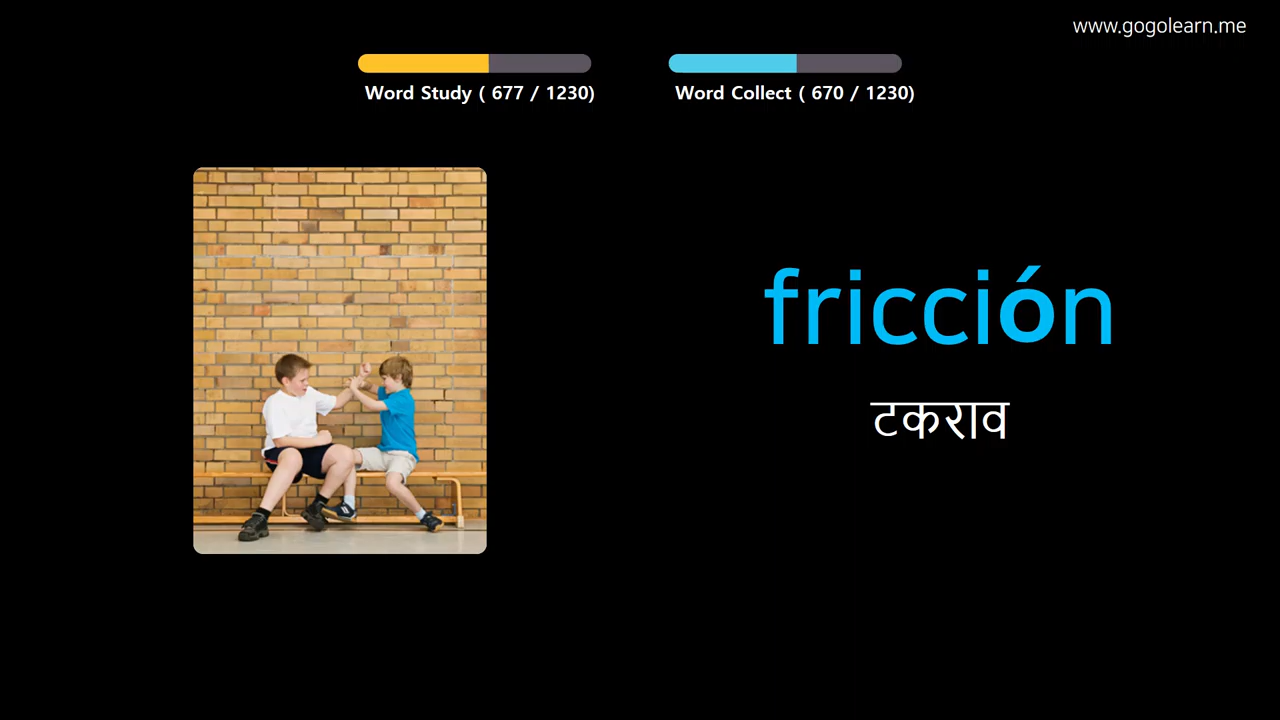 www.gogolearn.me
Word Study ( 677 / 1230)
Word Collect ( 670 / 1230)
fricción
टकराव